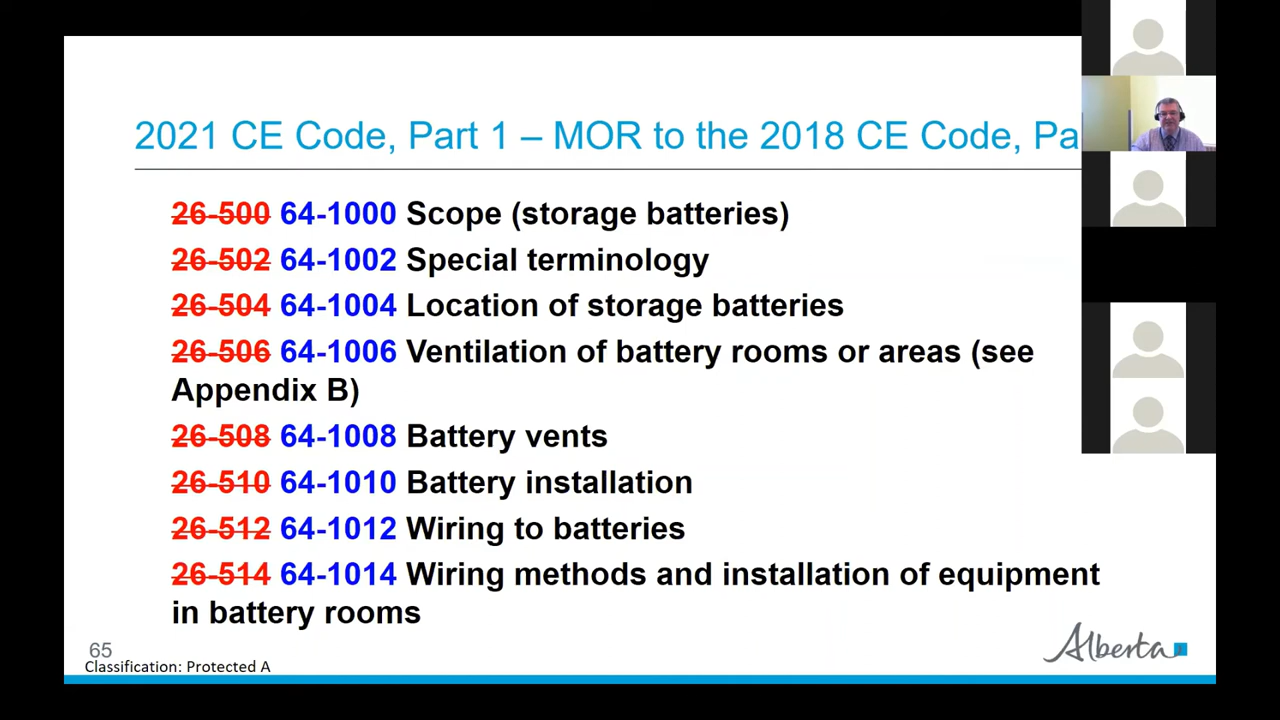 2021 CE Code, Part 1 – MOR to the 2018 CE Code, Pa
26-500 64-1000 Scope (storage batteries)
26-502 64-1002 Special terminology
26-504 64-1004 Location of storage batteries
26-506 64-1006 Ventilation of battery rooms or areas (see
Appendix B)
26-508 64-1008 Battery vents
26-510 64-1010 Battery installation
26-512 64-1012 Wiring to batteries
26-514 64-1014 Wiring methods and installation of equipment
in battery rooms
65
Classification: Protected A
Alberta